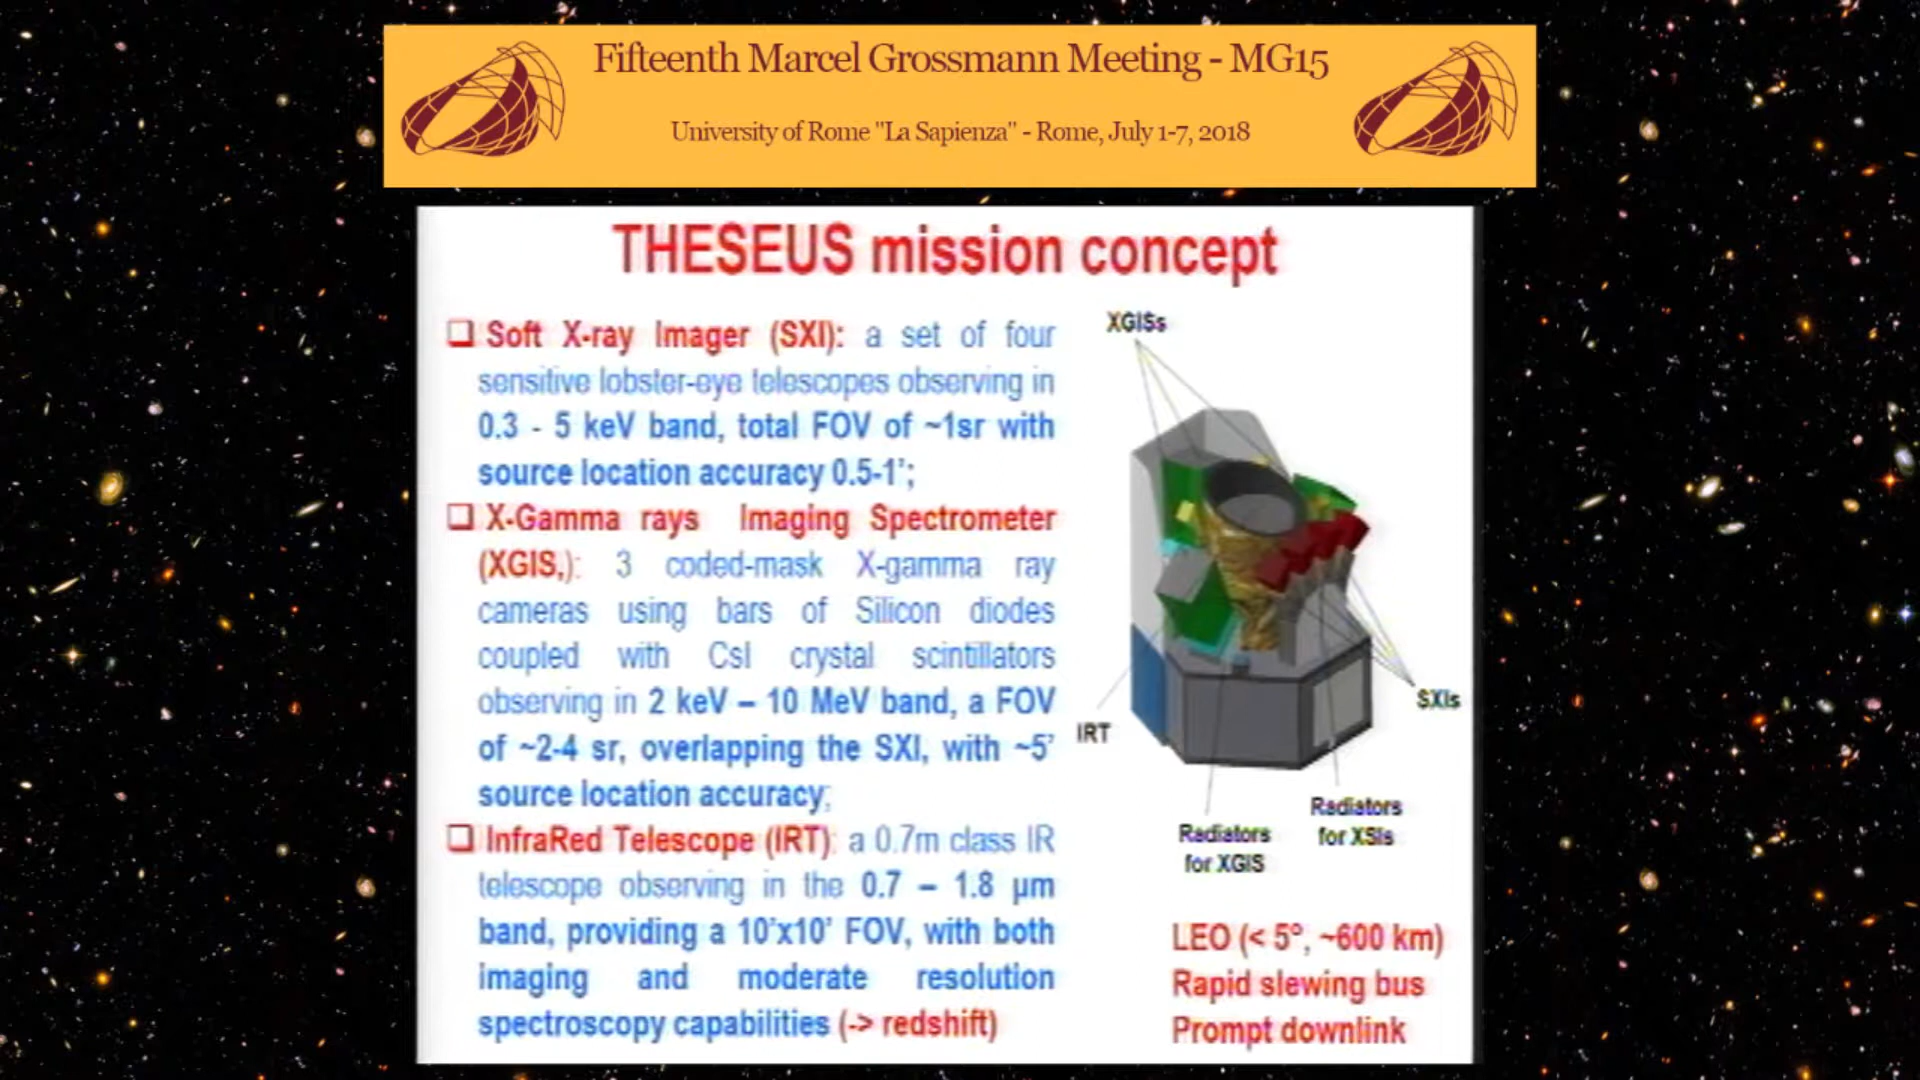 Fifteenth Marcel Grossmann Meeting - MG15
University of Rome "La Sapienza" - Rome, July 1-7, 2018
THESEUS mission concept
❑ Soft X-ray Imager (SXI): a set of four
sensitive lobster-eye telescopes observing in
0.3 - 5 keV band, total FOV of ~1sr with
source location accuracy 0.5-1’;
❑ X-Gamma rays Imaging Spectrometer
(XGIS,): 3 coded-mask X-gamma ray
cameras using bars of Silicon diodes
coupled with CsI crystal scintillators
observing in 2 keV – 10 MeV band, a FOV
of ~2-4 sr, overlapping the SXI, with ~5’
source location accuracy;
❑ InfraRed Telescope (IRT): a 0.7m class IR
telescope observing in the 0.7 – 1.8 μm
band, providing a 10’x10’ FOV, with both
imaging and moderate resolution
spectroscopy capabilities (-> redshift)
XGISs
SXIs
IRT
Radiators
for XSIs
Radiators
for XGIS
LEO (< 5°, ~600 km)
Rapid slewing bus
Prompt downlink